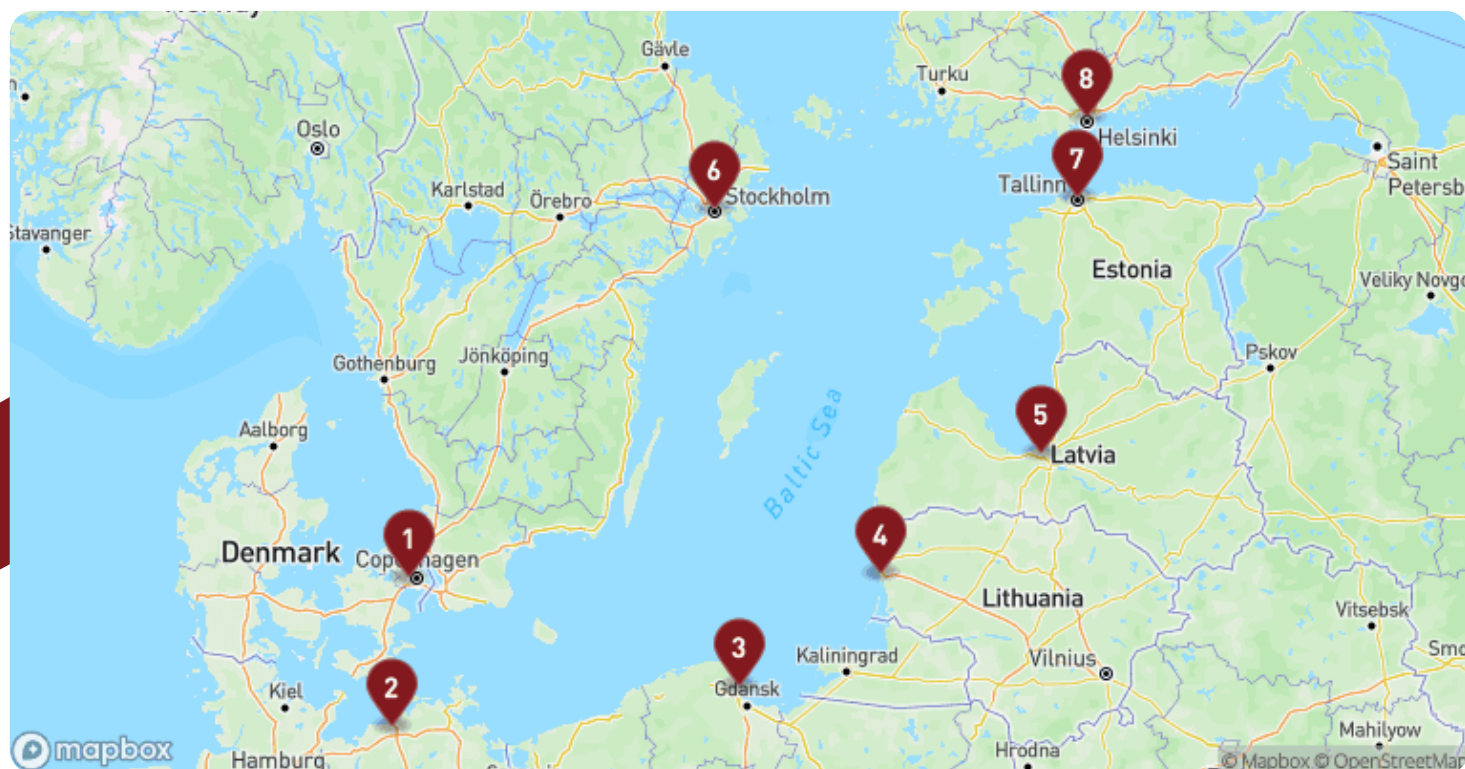 Gävle
Turku
8
Oslo
Helsinki
Saint
Petersb
7
6
Tallinn
Karlstad
Örebro
Stockholm
Stavanger
Estonia
Veliky Novgo
Gothenburg
Jönköping
Pskov
Baltic Sea
5
Aalborg
Latvia
1
4
Denmark
Copenhagen
Lithuania
Vitsebsk
3
Kaliningrad
Vilnius
Smo
2
Kiel
Gdansk
mapbox
Hamburg
Mahilyow
Hrodna
© Mapbox © OpenStreetMap